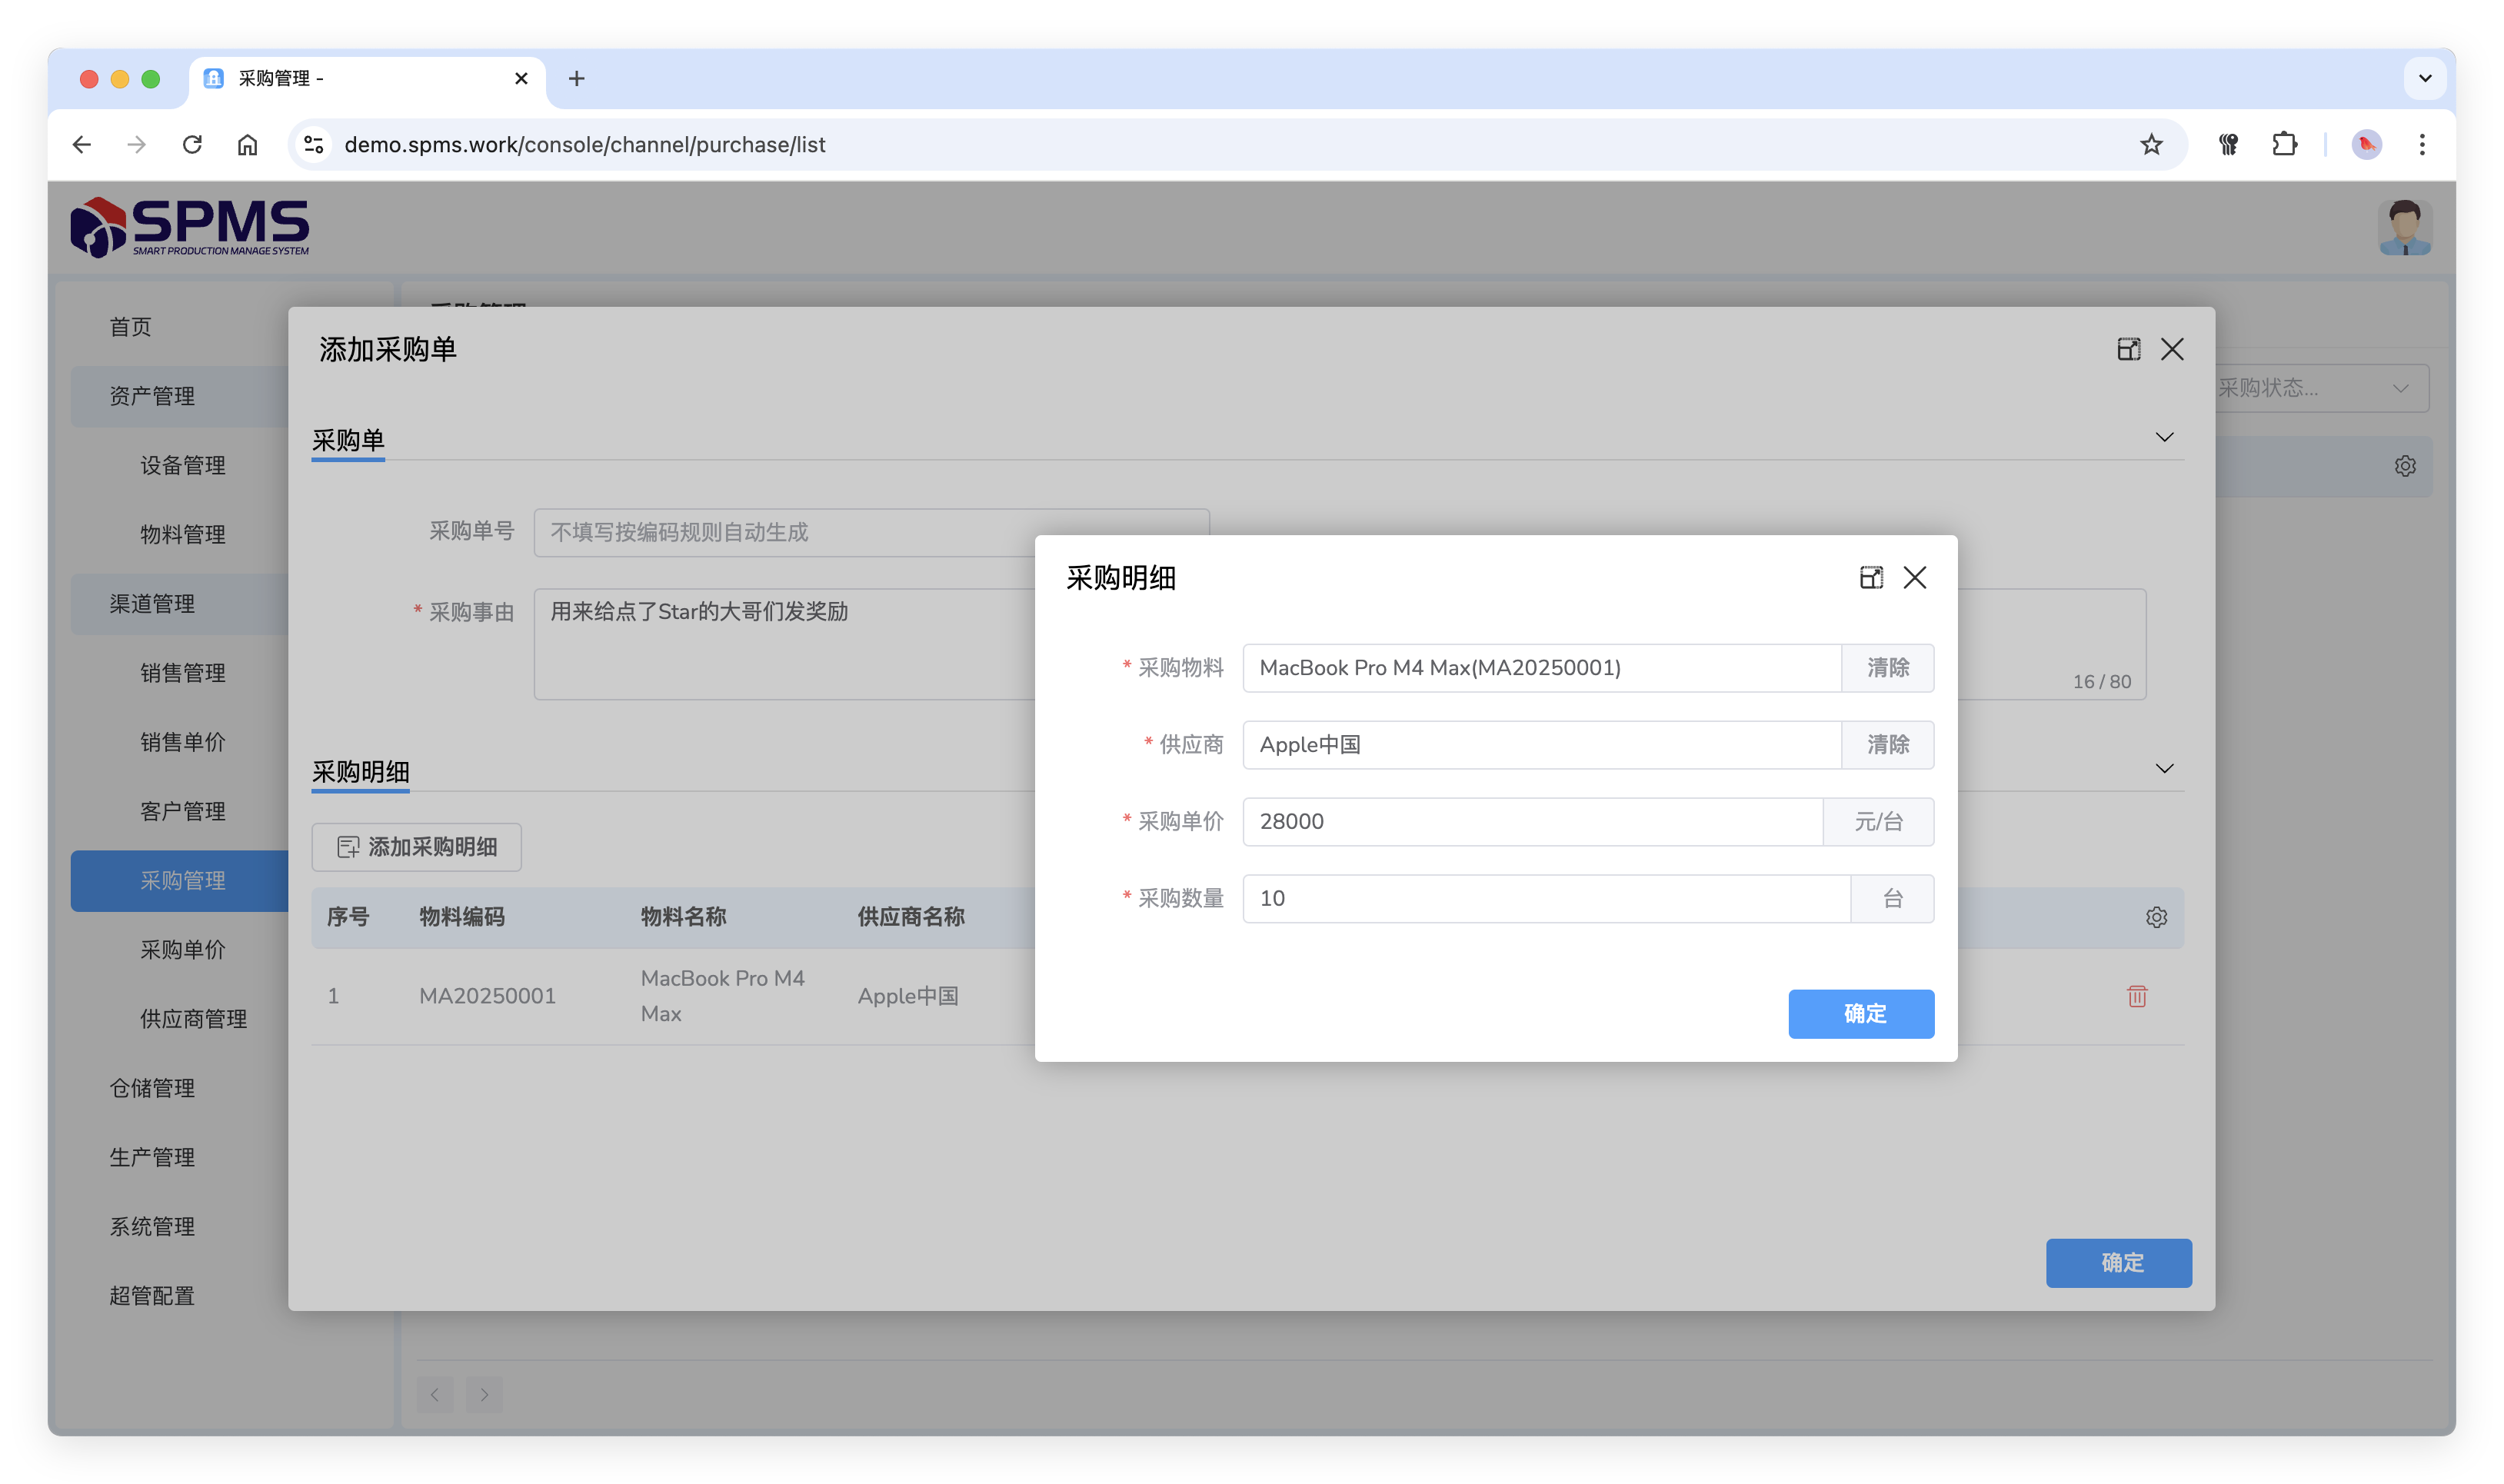 采购管理 -
demo.spms.work/console/channel/purchase/list
SPMS
SMART PRODUCTION MANAGE SYSTEM
首页
资产管理
设备管理
物料管理
渠道管理
销售管理
销售单价
客户管理
采购管理
采购单价
供应商管理
仓储管理
生产管理
系统管理
超管配置
采购管理
采购状态...
添加采购单
采购单
采购单号 不填写按编码规则自动生成
* 采购事由 用来给点了Star的大哥们发奖励
16 / 80
采购明细
添加采购明细
序号 物料编码 物料名称 供应商名称
1 MA20250001 MacBook Pro M4 Max Apple中国
确定
采购明细
* 采购物料 MacBook Pro M4 Max(MA20250001) 清除
* 供应商 Apple中国 清除
* 采购单价 28000 元/台
* 采购数量 10 台
确定